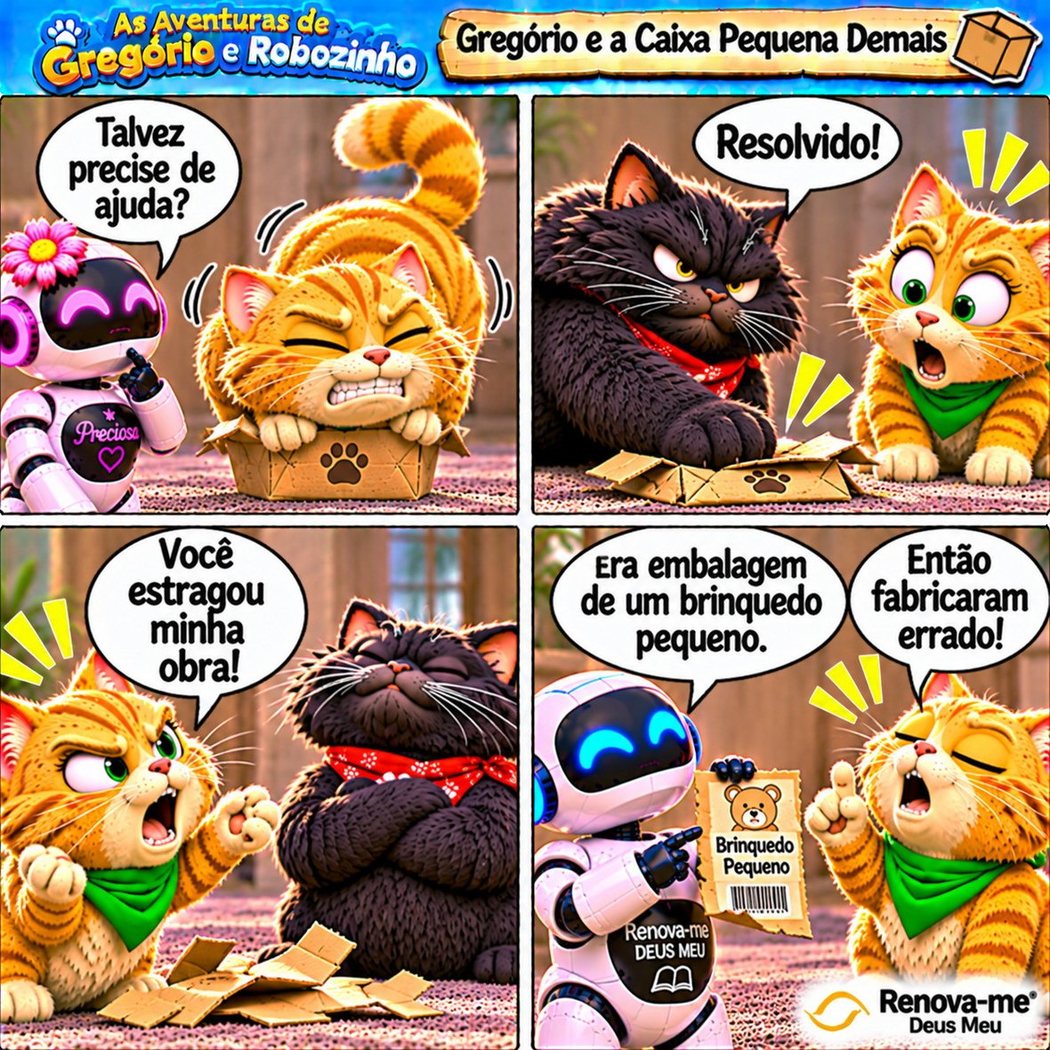 As Aventuras de
Gregório e Robozinho
Gregório e a Caixa Pequena Demais
Talvez
precise de
ajuda?
Preciosa
Resolvido!
Você
estragou
minha
obra!
Era embalagem
de um brinquedo
pequeno.
Então
fabricaram
errado!
Brinquedo
Pequeno
Renova-me
DEUS MEU
Renova-me®
Deus Meu